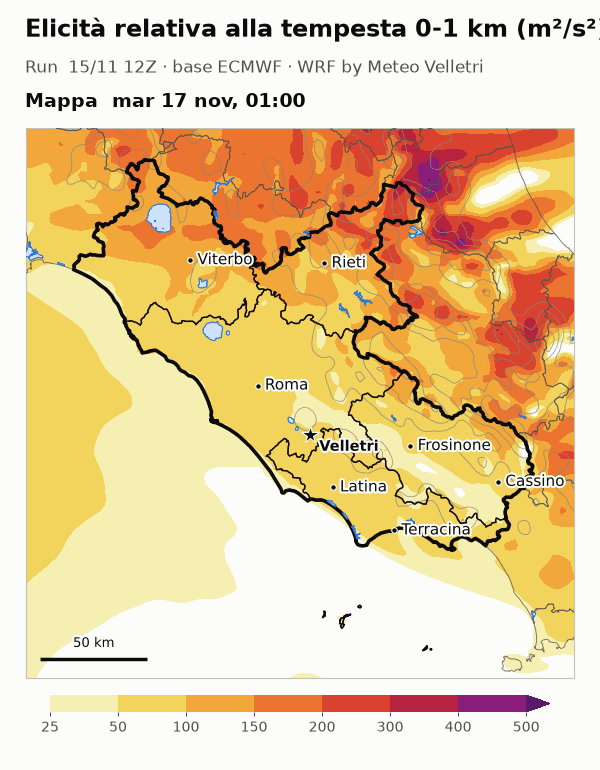 Elicità relativa alla tempesta 0-1 km (m²/s²)
Run 15/11 12Z · base ECMWF · WRF by Meteo Velletri
Mappa mar 17 nov, 01:00
Viterbo
Rieti
Roma
Velletri
Frosinone
Cassino
Latina
Terracina
50 km
25 50 100 150 200 300 400 500